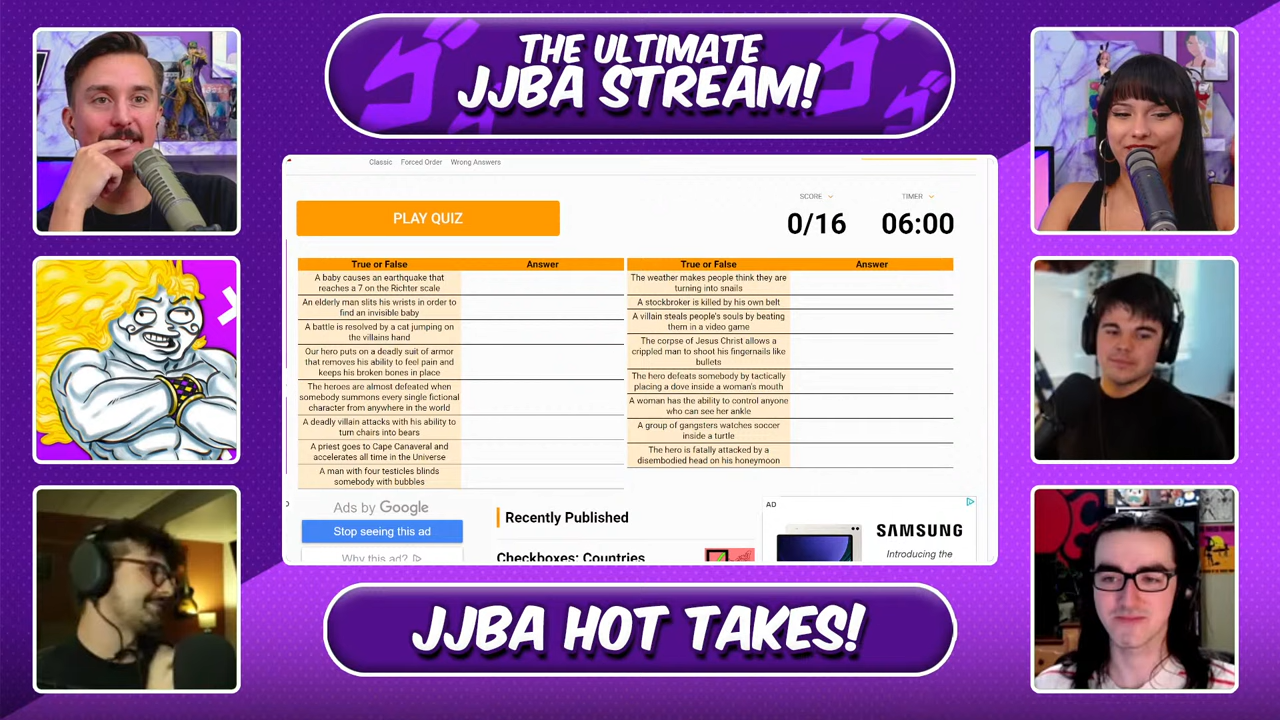 THE ULTIMATE
JJBA STREAM!
Classic Forced Order Wrong Answers
PLAY QUIZ
SCORE
0/16
TIMER
06:00
True or False Answer
A baby causes an earthquake that
reaches a 7 on the Richter scale
An elderly man slits his wrists in order to
find an invisible baby
A battle is resolved by a cat jumping on
the villains hand
Our hero puts on a deadly suit of armor
that removes his ability to feel pain and
keeps his broken bones in place
The heroes are almost defeated when
somebody summons every single fictional
character from anywhere in the world
A deadly villain attacks with his ability to
turn chairs into bears
A priest goes to Cape Canaveral and
accelerates all time in the Universe
A man with four testicles blinds
somebody with bubbles
True or False Answer
The weather makes people think they are
turning into snails
A stockbroker is killed by his own belt
A villain steals people's souls by beating
them in a video game
The corpse of Jesus Christ allows a
crippled man to shoot his fingernails like
bullets
The hero defeats somebody by tactically
placing a dove inside a woman's mouth
A woman has the ability to control anyone
who can see her ankle
A group of gangsters watches soccer
inside a turtle
The hero is fatally attacked by a
disembodied head on his honeymoon
Ads by Google
Stop seeing this ad
Why this ad?
Recently Published
Checkboxes: Countries
AD
SAMSUNG
Introducing the
JJBA HOT TAKES!